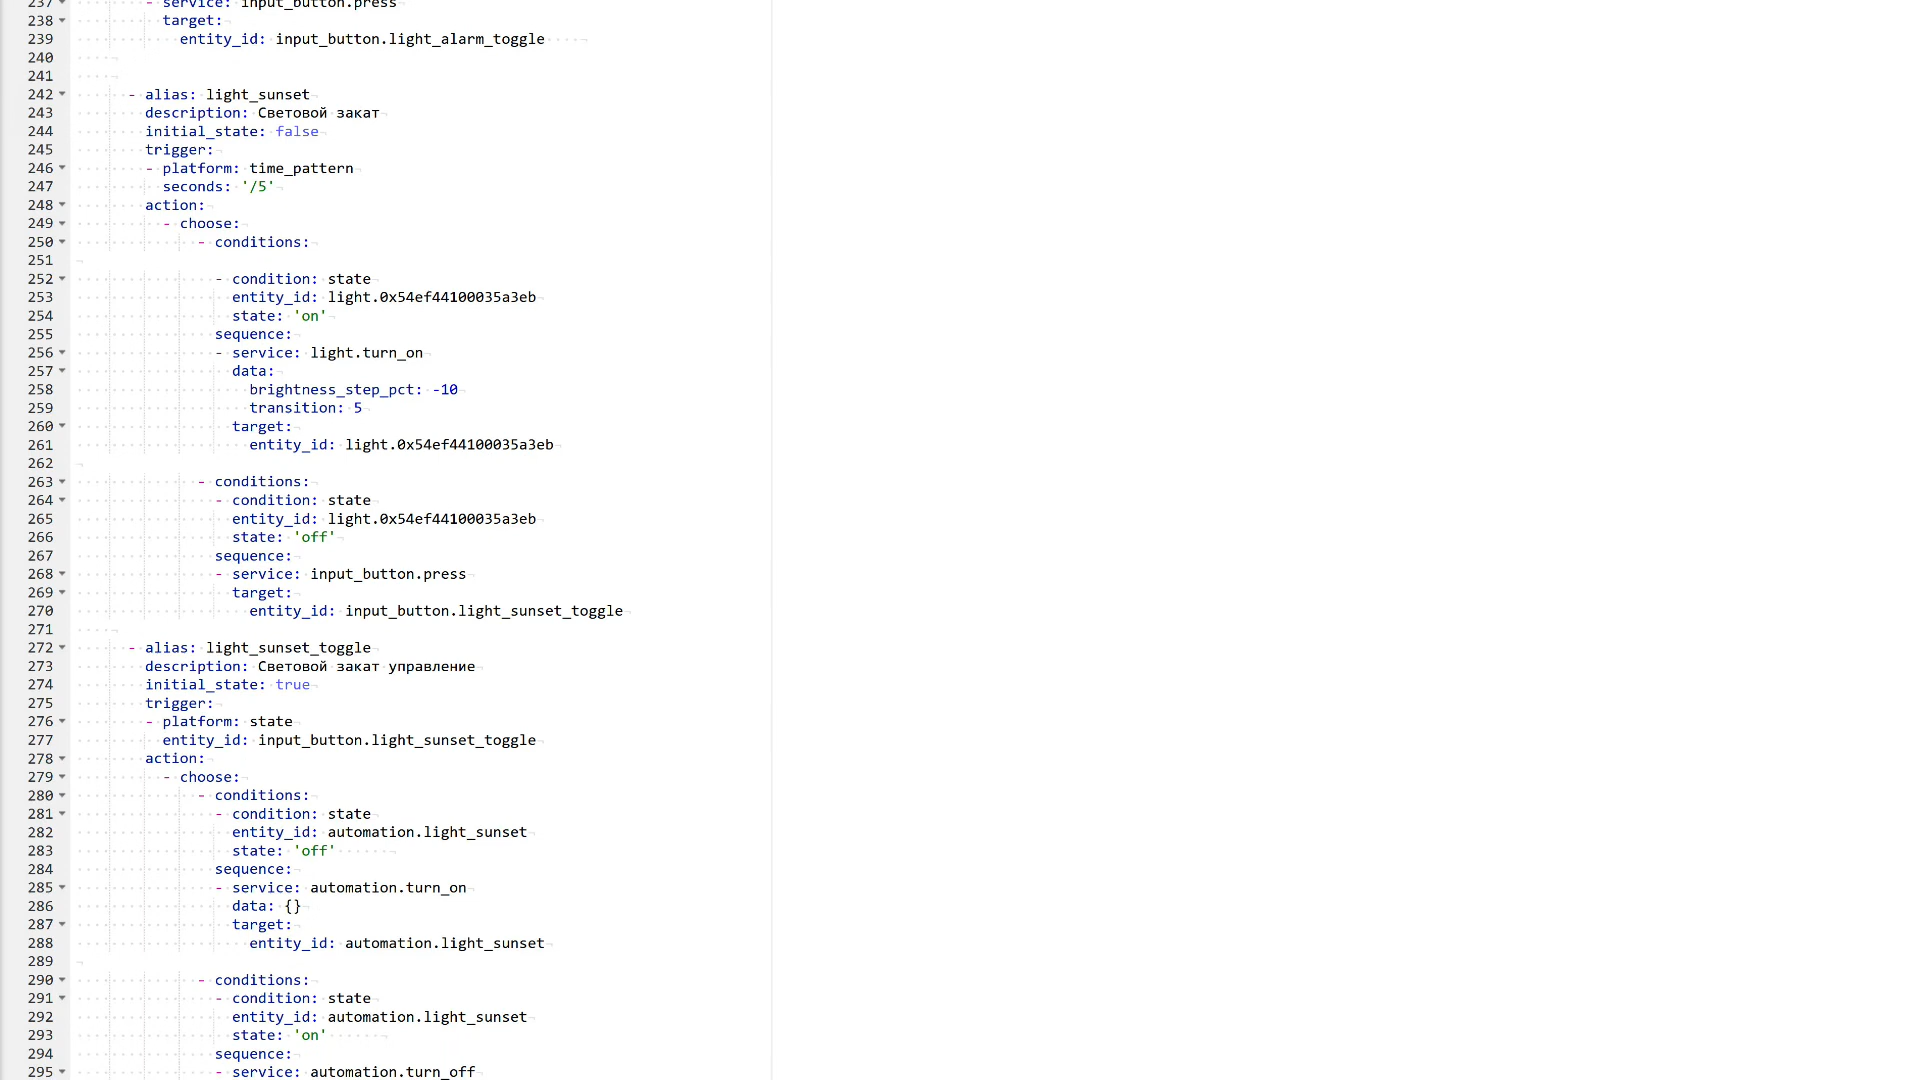 237 - service: input_button.press
238 target:
239 entity_id: input_button.light_alarm_toggle
240
241
242 - alias: light_sunset
243 description: Световой закат
244 initial_state: false
245 trigger:
246 - platform: time_pattern
247 seconds: '/5'
248 action:
249 - choose:
250 - conditions:
251
252 - condition: state
253 entity_id: light.0x54ef44100035a3eb
254 state: 'on'
255 sequence:
256 - service: light.turn_on
257 data:
258 brightness_step_pct: -10
259 transition: 5
260 target:
261 entity_id: light.0x54ef44100035a3eb
262
263 - conditions:
264 - condition: state
265 entity_id: light.0x54ef44100035a3eb
266 state: 'off'
267 sequence:
268 - service: input_button.press
269 target:
270 entity_id: input_button.light_sunset_toggle
271
272 - alias: light_sunset_toggle
273 description: Световой закат управление
274 initial_state: true
275 trigger:
276 - platform: state
277 entity_id: input_button.light_sunset_toggle
278 action:
279 - choose:
280 - conditions:
281 - condition: state
282 entity_id: automation.light_sunset
283 state: 'off'
284 sequence:
285 - service: automation.turn_on
286 data: {}
287 target:
288 entity_id: automation.light_sunset
289
290 - conditions:
291 - condition: state
292 entity_id: automation.light_sunset
293 state: 'on'
294 sequence:
295 - service: automation.turn_off